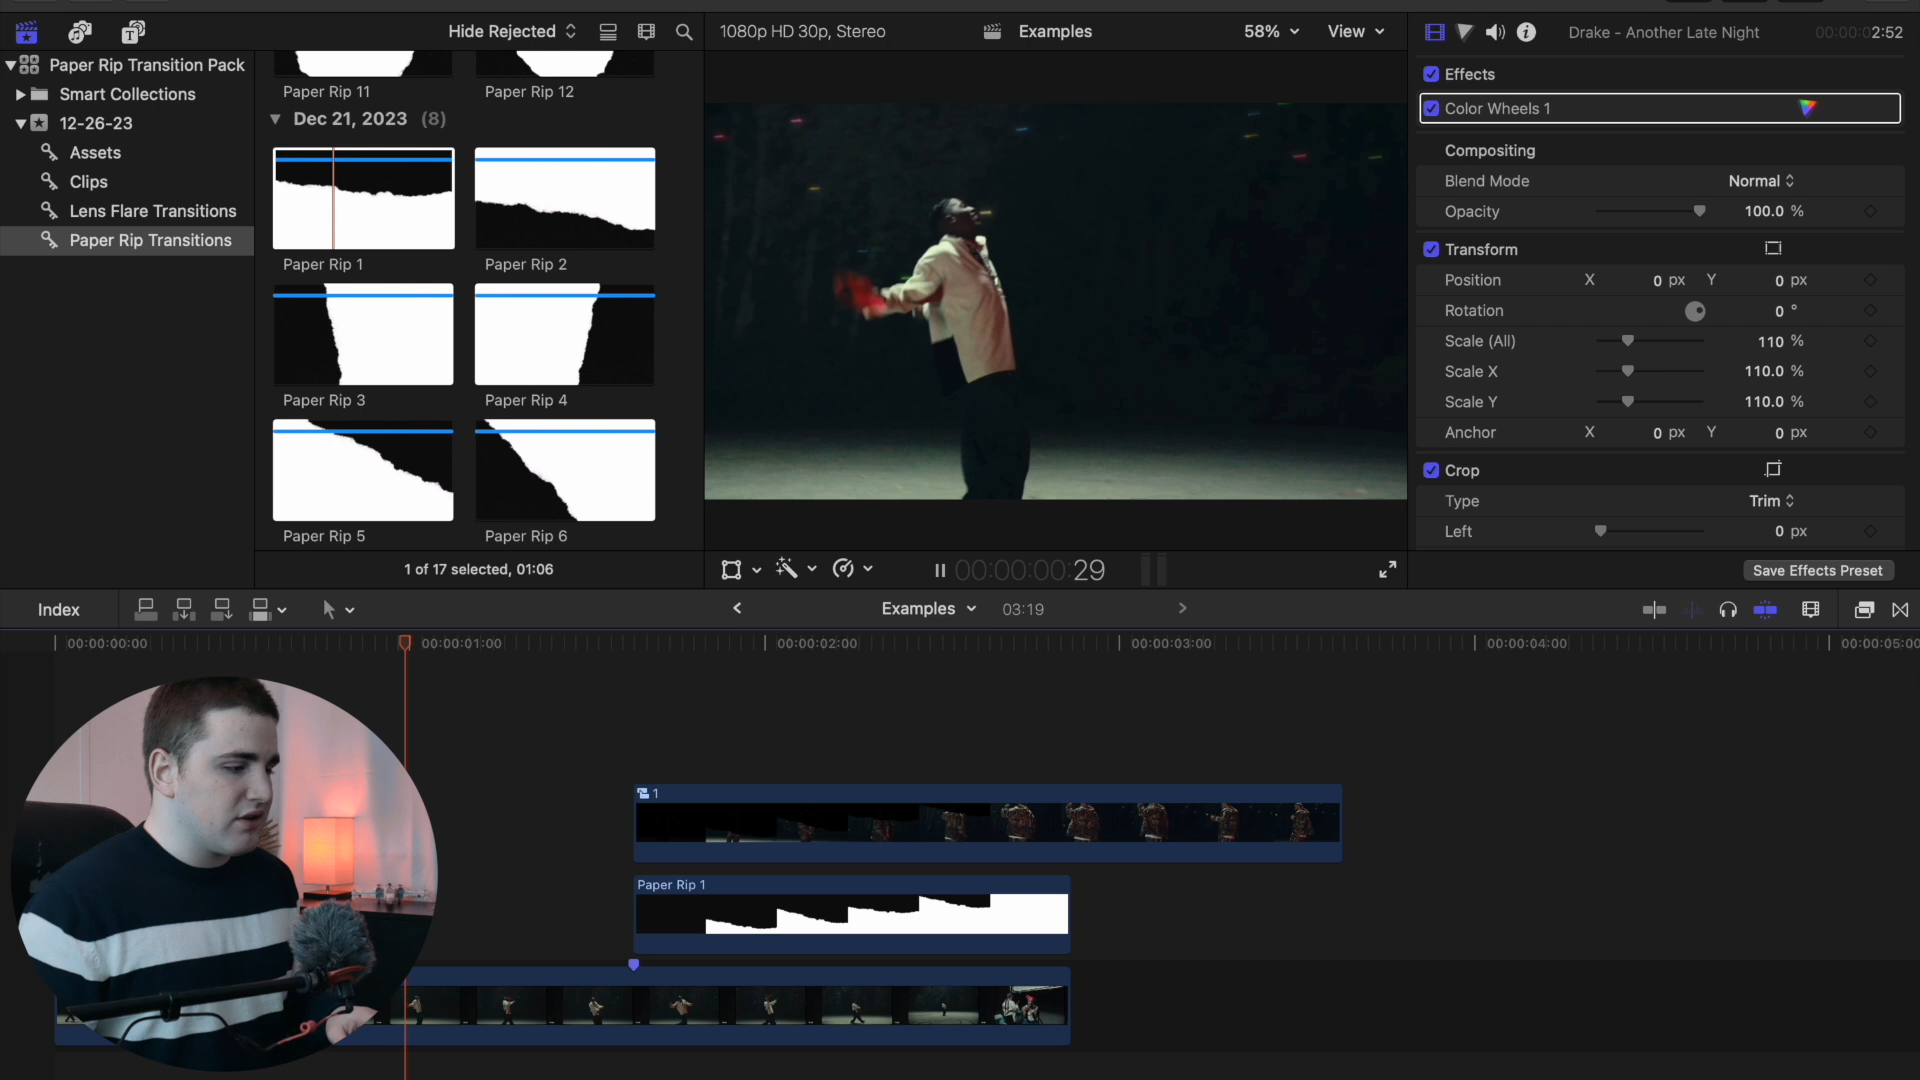 Hide Rejected
1080p HD 30p, Stereo
Examples
58%
View
Drake - Another Late Night
00:00:02:52
Paper Rip Transition Pack
Smart Collections
12-26-23
Assets
Clips
Lens Flare Transitions
Paper Rip Transitions
Paper Rip 11
Paper Rip 12
Dec 21, 2023 (8)
Paper Rip 1
Paper Rip 2
Paper Rip 3
Paper Rip 4
Paper Rip 5
Paper Rip 6
1 of 17 selected, 01:06
00:00:00:29
Effects
Color Wheels 1
Compositing
Blend Mode Normal
Opacity 100.0 %
Transform
Position X 0 px Y 0 px
Rotation 0 °
Scale (All) 110 %
Scale X 110.0 %
Scale Y 110.0 %
Anchor X 0 px Y 0 px
Crop
Type Trim
Left 0 px
Save Effects Preset
Index
Examples
03:19
00:00:00:00
00:00:01:00
00:00:02:00
00:00:03:00
00:00:04:00
00:00:05:00
1
Paper Rip 1